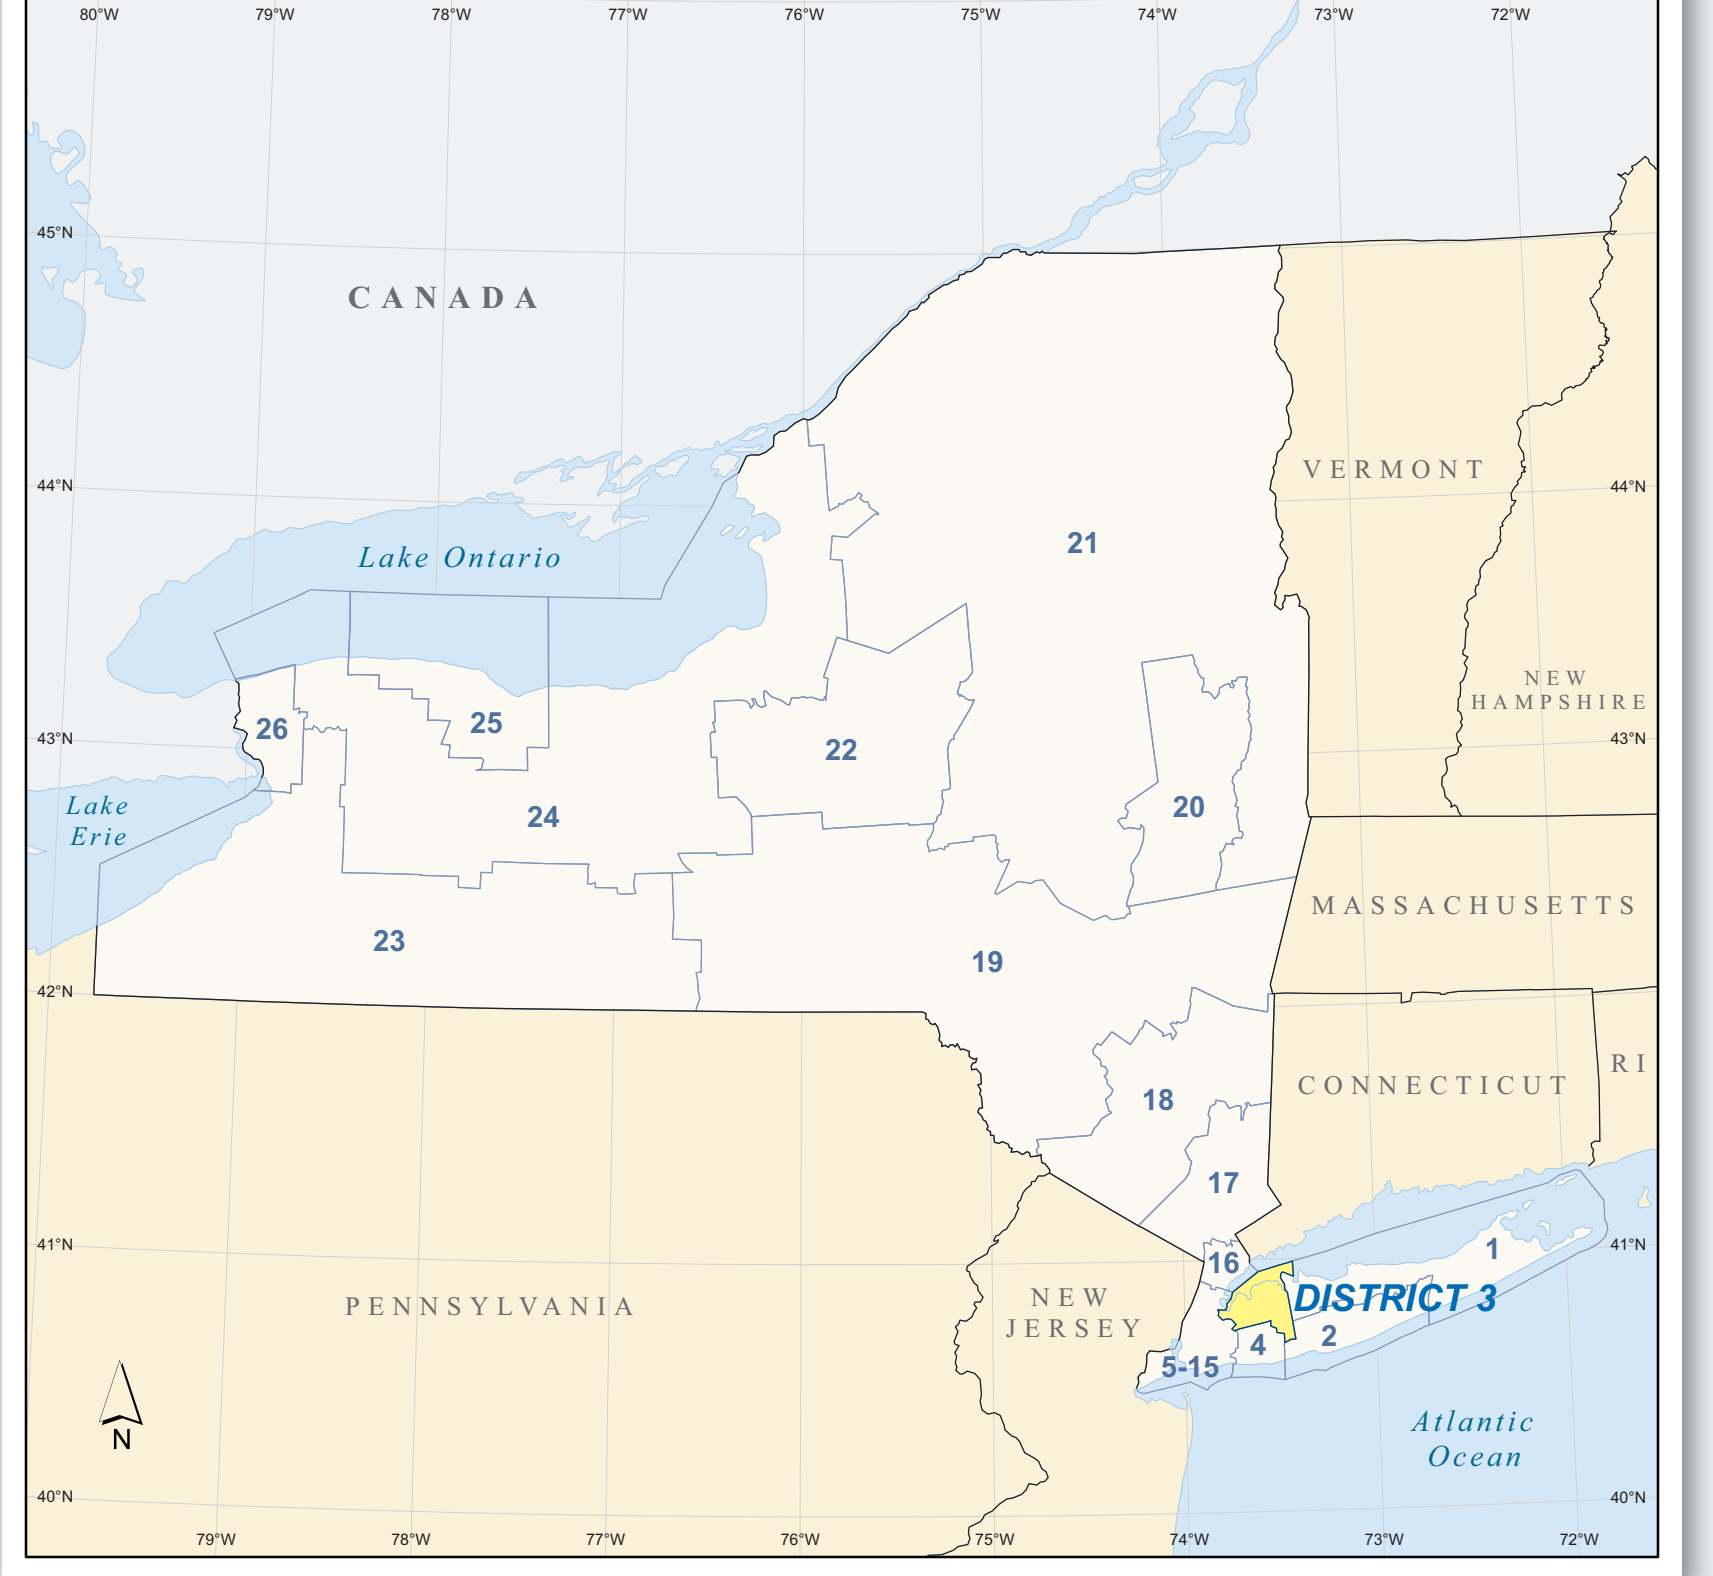 80°W 79°W 78°W 77°W 76°W 75°W 74°W 73°W 72°W
45°N
CANADA
44°N
VERMONT
44°N
21
Lake Ontario
NEW
HAMPSHIRE
26
25
43°N
22
43°N
Lake
Erie
24
20
MASSACHUSETTS
23
19
42°N
RI
CONNECTICUT
18
17
41°N
16
1
41°N
PENNSYLVANIA
NEW
JERSEY
DISTRICT 3
2
4
5-15
Atlantic
Ocean
N
40°N
40°N
79°W 78°W 77°W 76°W 75°W 74°W 73°W 72°W